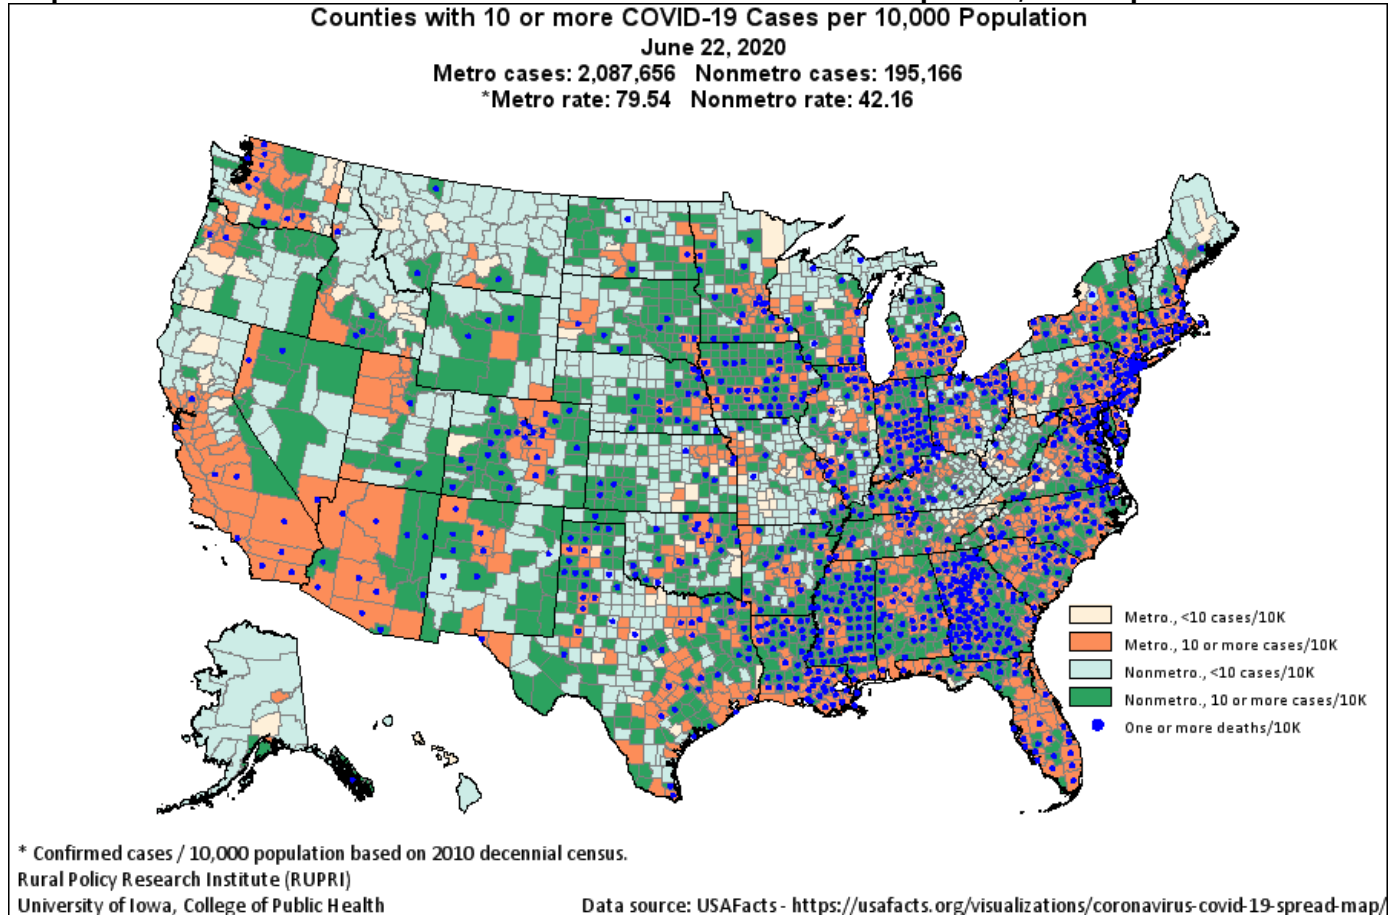 Counties with 10 or more COVID-19 Cases per 10,000 Population
June 22, 2020
Metro cases: 2,087,656 Nonmetro cases: 195,166
*Metro rate: 79.54 Nonmetro rate: 42.16
Metro., <10 cases/10K
Metro., 10 or more cases/10K
Nonmetro., <10 cases/10K
Nonmetro., 10 or more cases/10K
One or more deaths/10K
* Confirmed cases / 10,000 population based on 2010 decennial census.
Rural Policy Research Institute (RUPRI)
University of Iowa, College of Public Health
Data source: USAFacts - https://usafacts.org/visualizations/coronavirus-covid-19-spread-map/